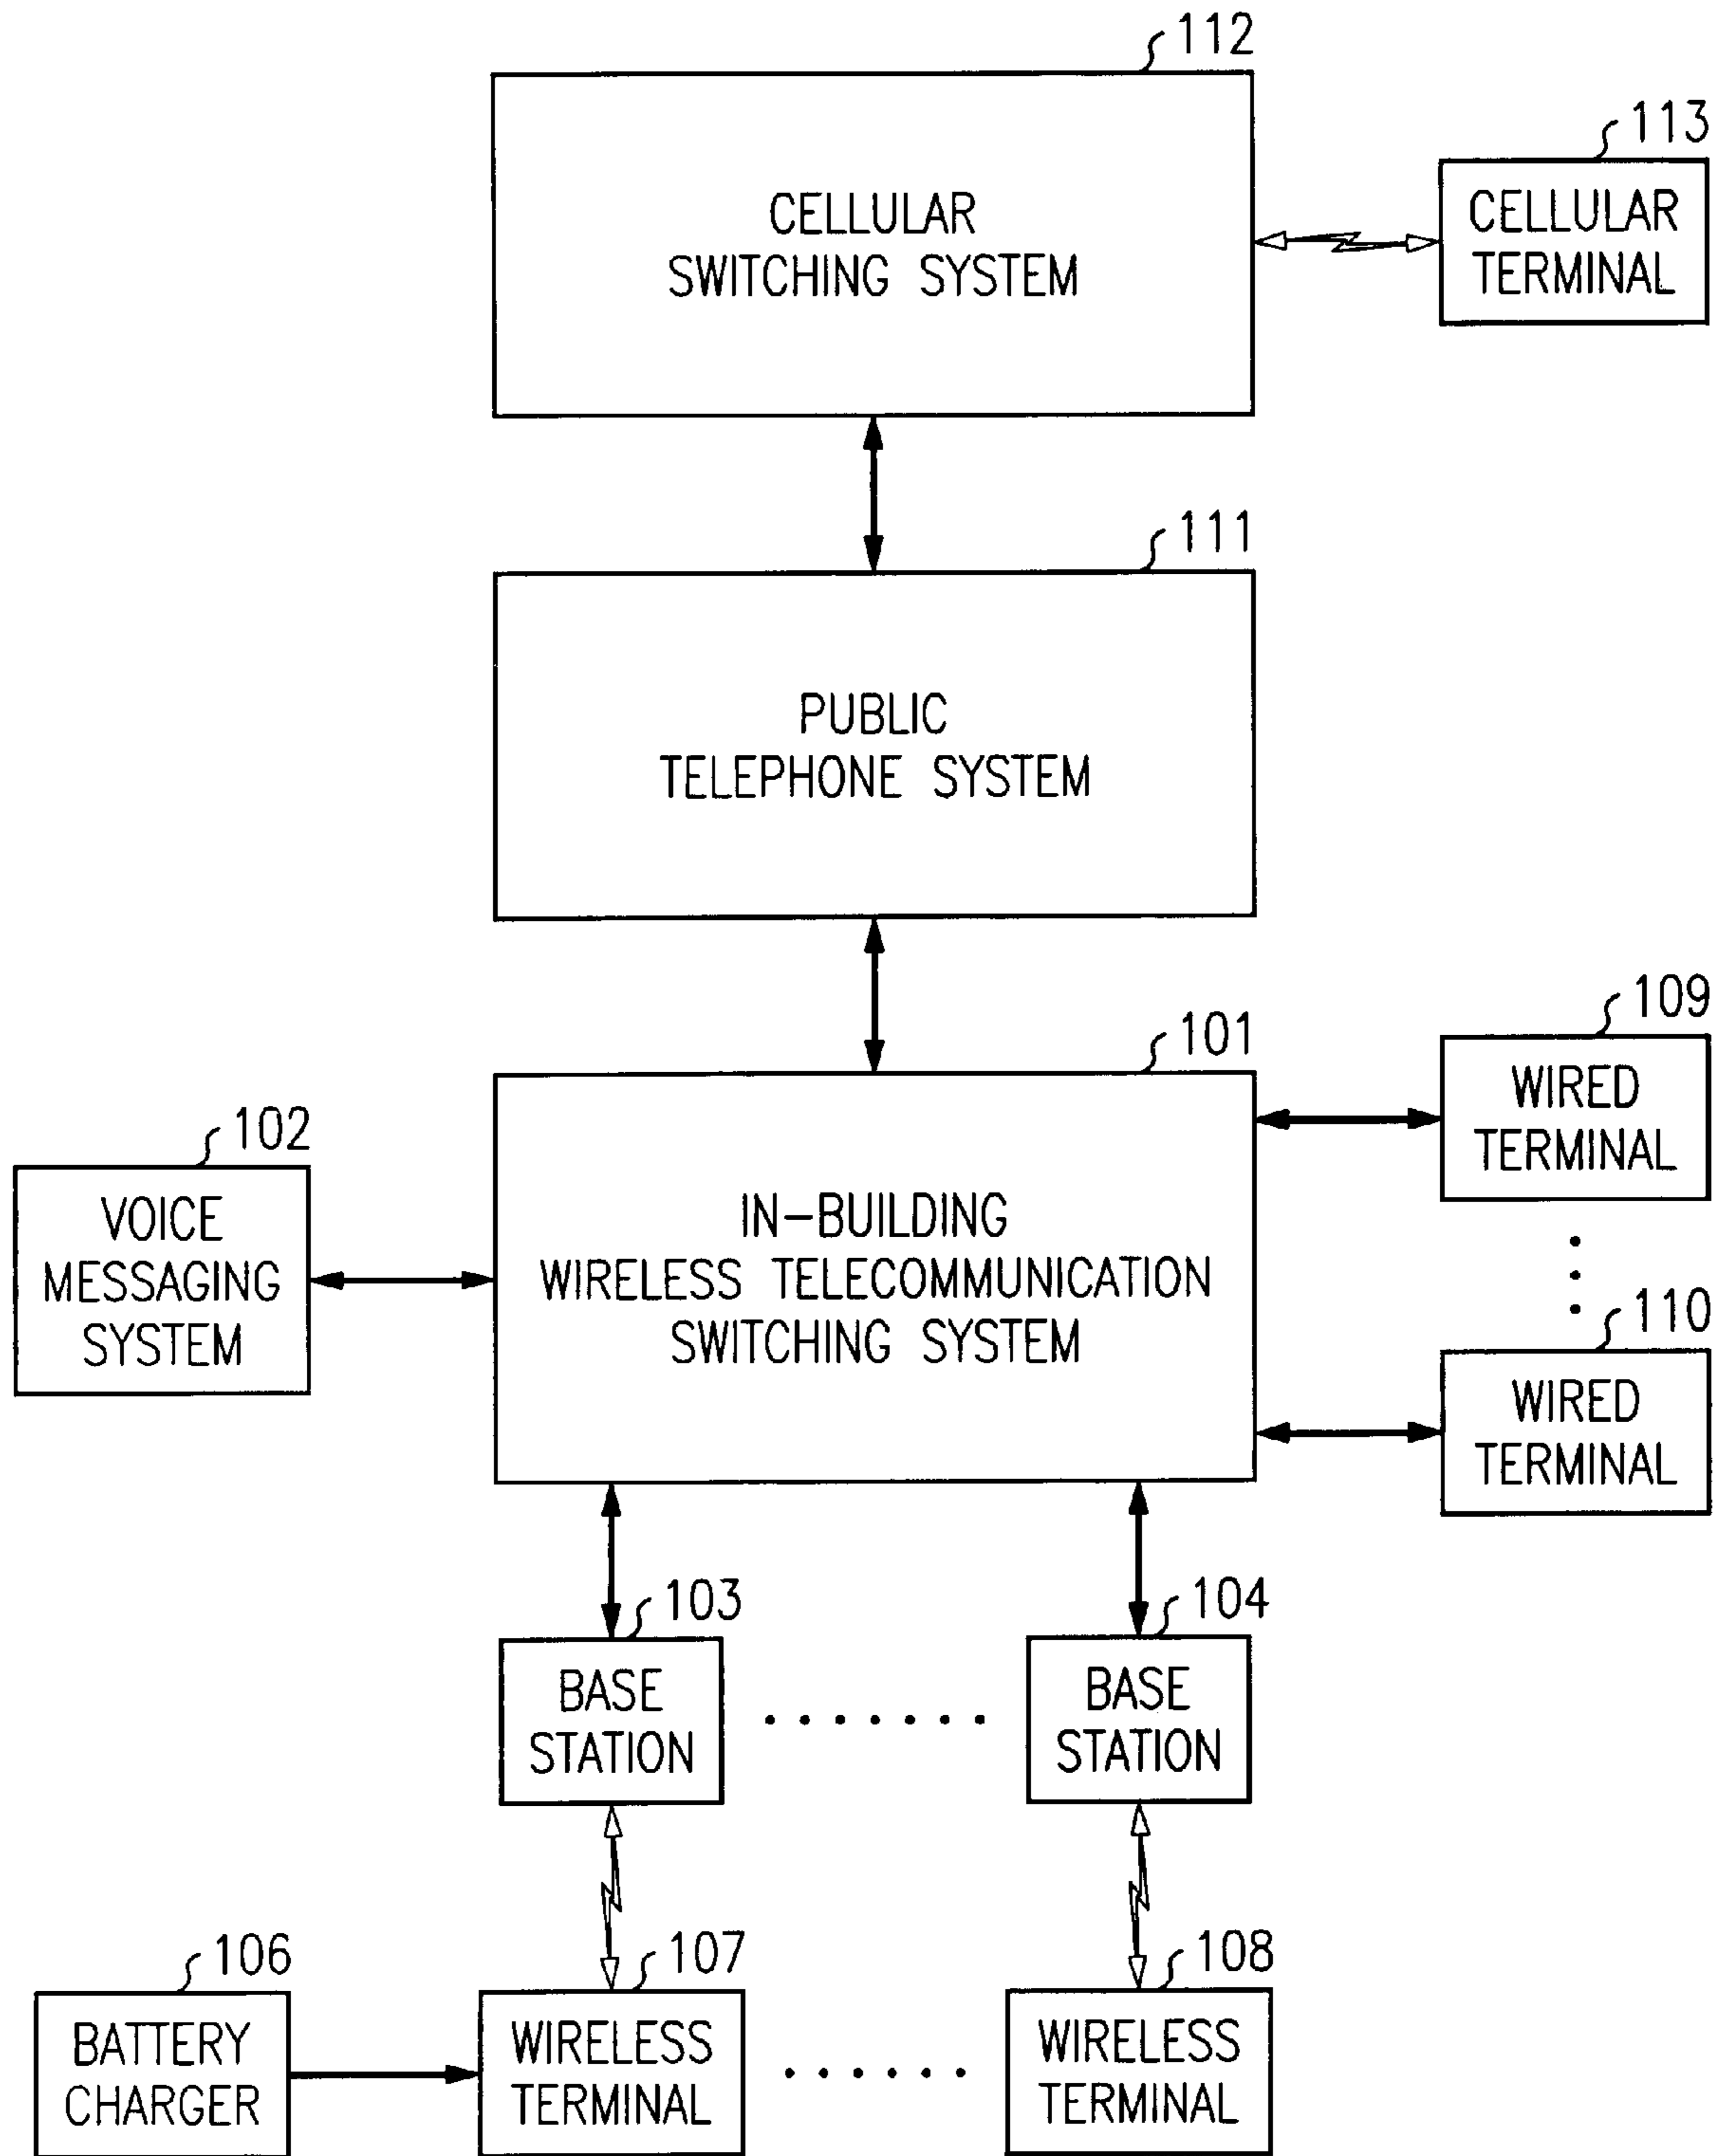 112
CELLULAR
SWITCHING SYSTEM
113
CELLULAR
TERMINAL
111
PUBLIC
TELEPHONE SYSTEM
101
IN-BUILDING
WIRELESS TELECOMMUNICATION
SWITCHING SYSTEM
109
WIRED
TERMINAL
102
VOICE
MESSAGING
SYSTEM
110
WIRED
TERMINAL
103
BASE
STATION
104
BASE
STATION
106
BATTERY
CHARGER
107
WIRELESS
TERMINAL
108
WIRELESS
TERMINAL